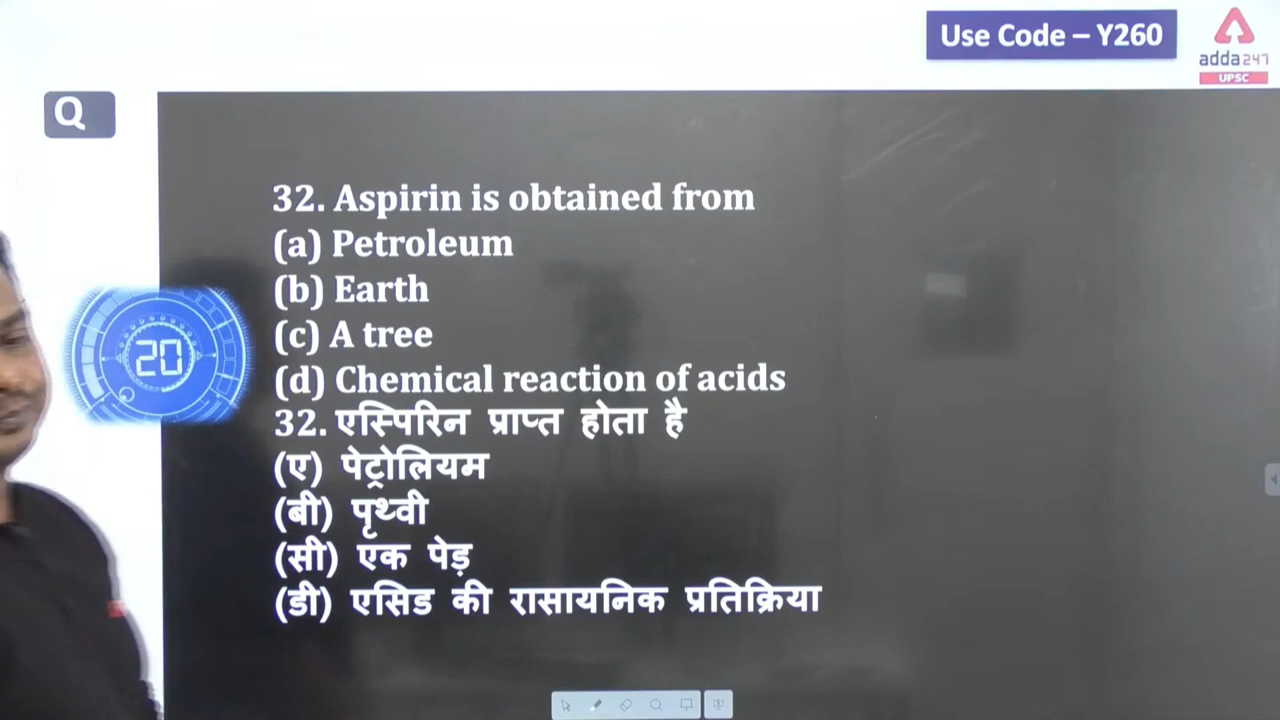 Use Code – Y260
adda247
UPSC
Q
32. Aspirin is obtained from
(a) Petroleum
(b) Earth
(c) A tree
(d) Chemical reaction of acids
20
32. एस्पिरिन प्राप्त होता है
(ए) पेट्रोलियम
(बी) पृथ्वी
(सी) एक पेड़
(डी) एसिड की रासायनिक प्रतिक्रिया